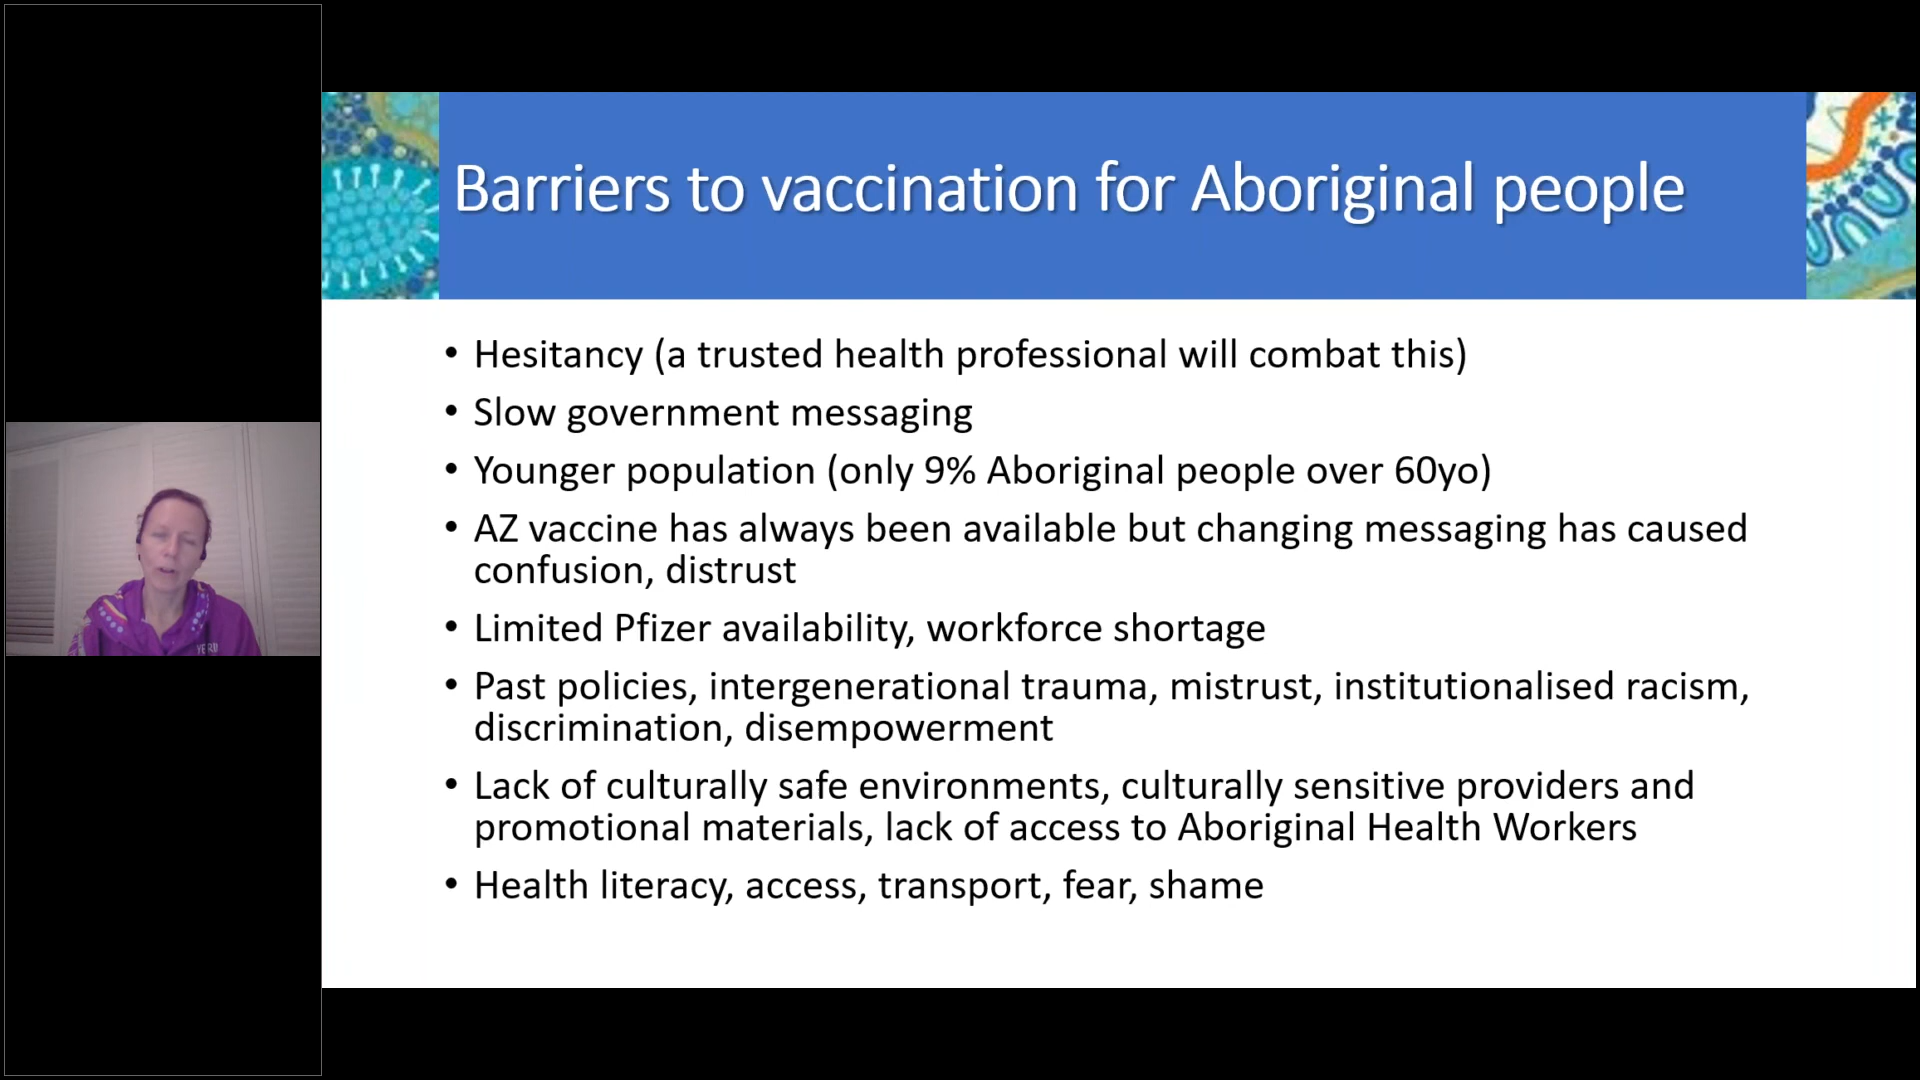 Barriers to vaccination for Aboriginal people
• Hesitancy (a trusted health professional will combat this)
• Slow government messaging
• Younger population (only 9% Aboriginal people over 60yo)
• AZ vaccine has always been available but changing messaging has caused
confusion, distrust
• Limited Pfizer availability, workforce shortage
• Past policies, intergenerational trauma, mistrust, institutionalised racism,
discrimination, disempowerment
• Lack of culturally safe environments, culturally sensitive providers and
promotional materials, lack of access to Aboriginal Health Workers
• Health literacy, access, transport, fear, shame